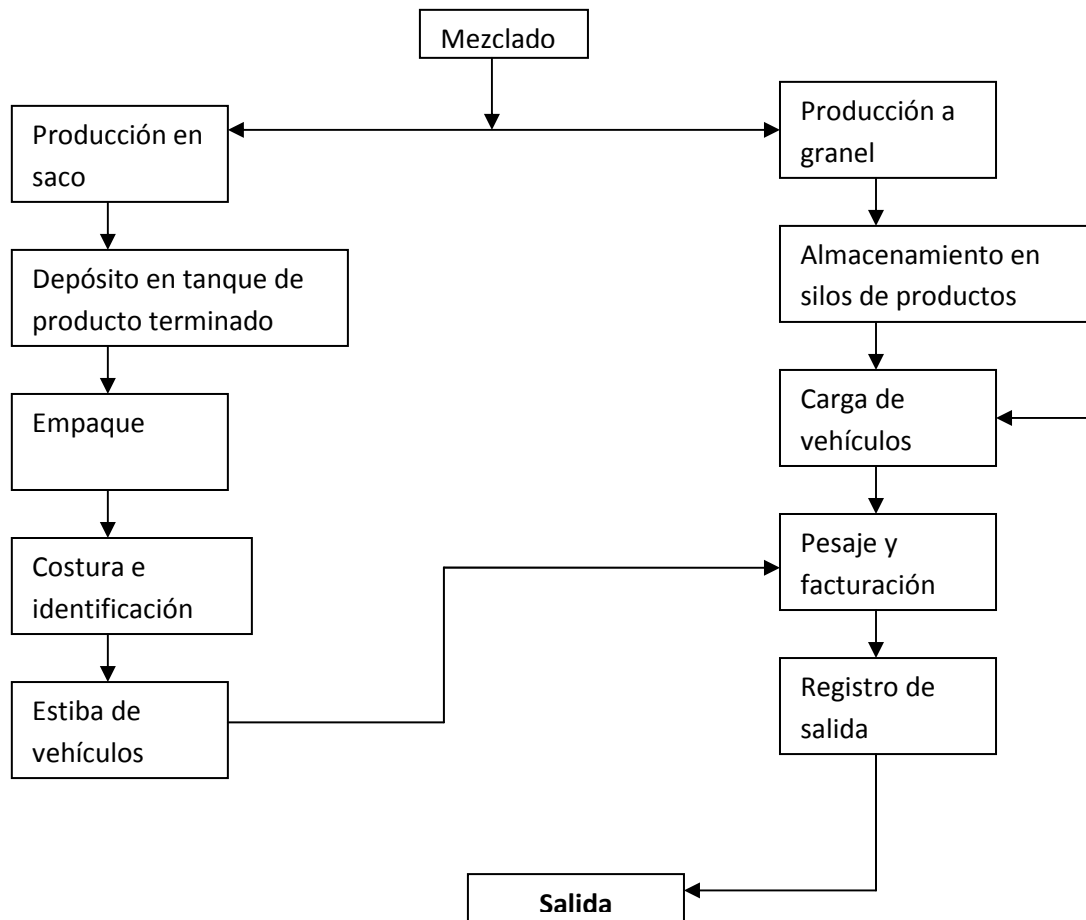 Mezclado
Producción en
saco
Producción a
granel
Depósito en tanque de
producto terminado
Almacenamiento en
silos de productos
Empaque
Carga de
vehículos
Costura e
identificación
Pesaje y
facturación
Estiba de
vehículos
Registro de
salida
Salida